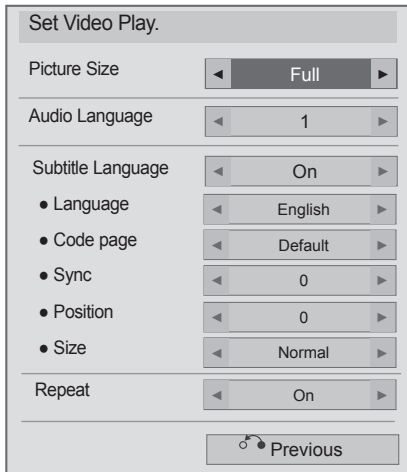 Set Video Play.
Picture Size ◄ Full ►
Audio Language ◄ 1 ►
Subtitle Language ◄ On ►
● Language ◄ English ►
● Code page ◄ Default ►
● Sync ◄ 0 ►
● Position ◄ 0 ►
● Size ◄ Normal ►
Repeat ◄ On ►
Previous